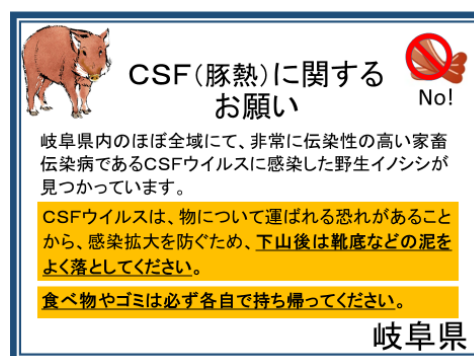 CSF(豚熱)に関する
お願い
No!
岐阜県内のほぼ全域にて、非常に伝染性の高い家畜
伝染病であるCSFウイルスに感染した野生イノシシが
見つかっています。
CSFウイルスは、物について運ばれる恐れがあること
から、感染拡大を防ぐため、下山後は靴底などの泥を
よく落としてください。
食べ物やゴミは必ず各自で持ち帰ってください。
岐阜県